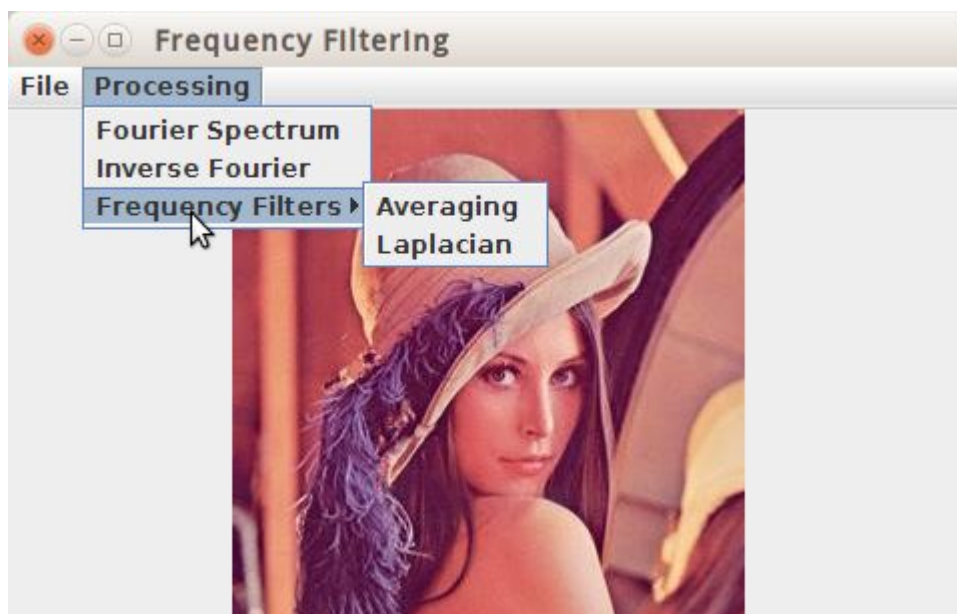 Frequency Filtering
File Processing
Fourier Spectrum
Inverse Fourier
Frequency Filters
Averaging
Laplacian